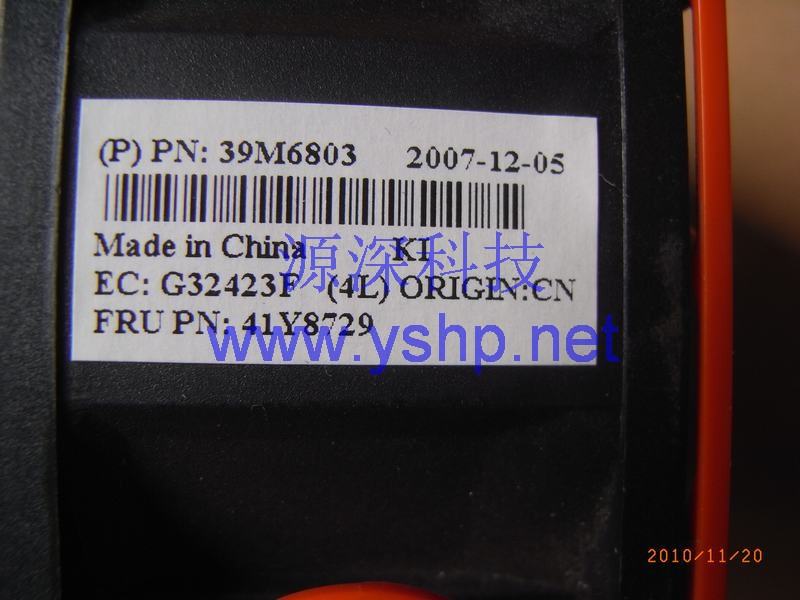 (P) PN: 39M6803 2007-12-05
Made in China KI
源深科技
EC: G32423F (4L) ORIGIN:CN
FRU PN: 41Y8729
www.yshp.net
2010/11/20